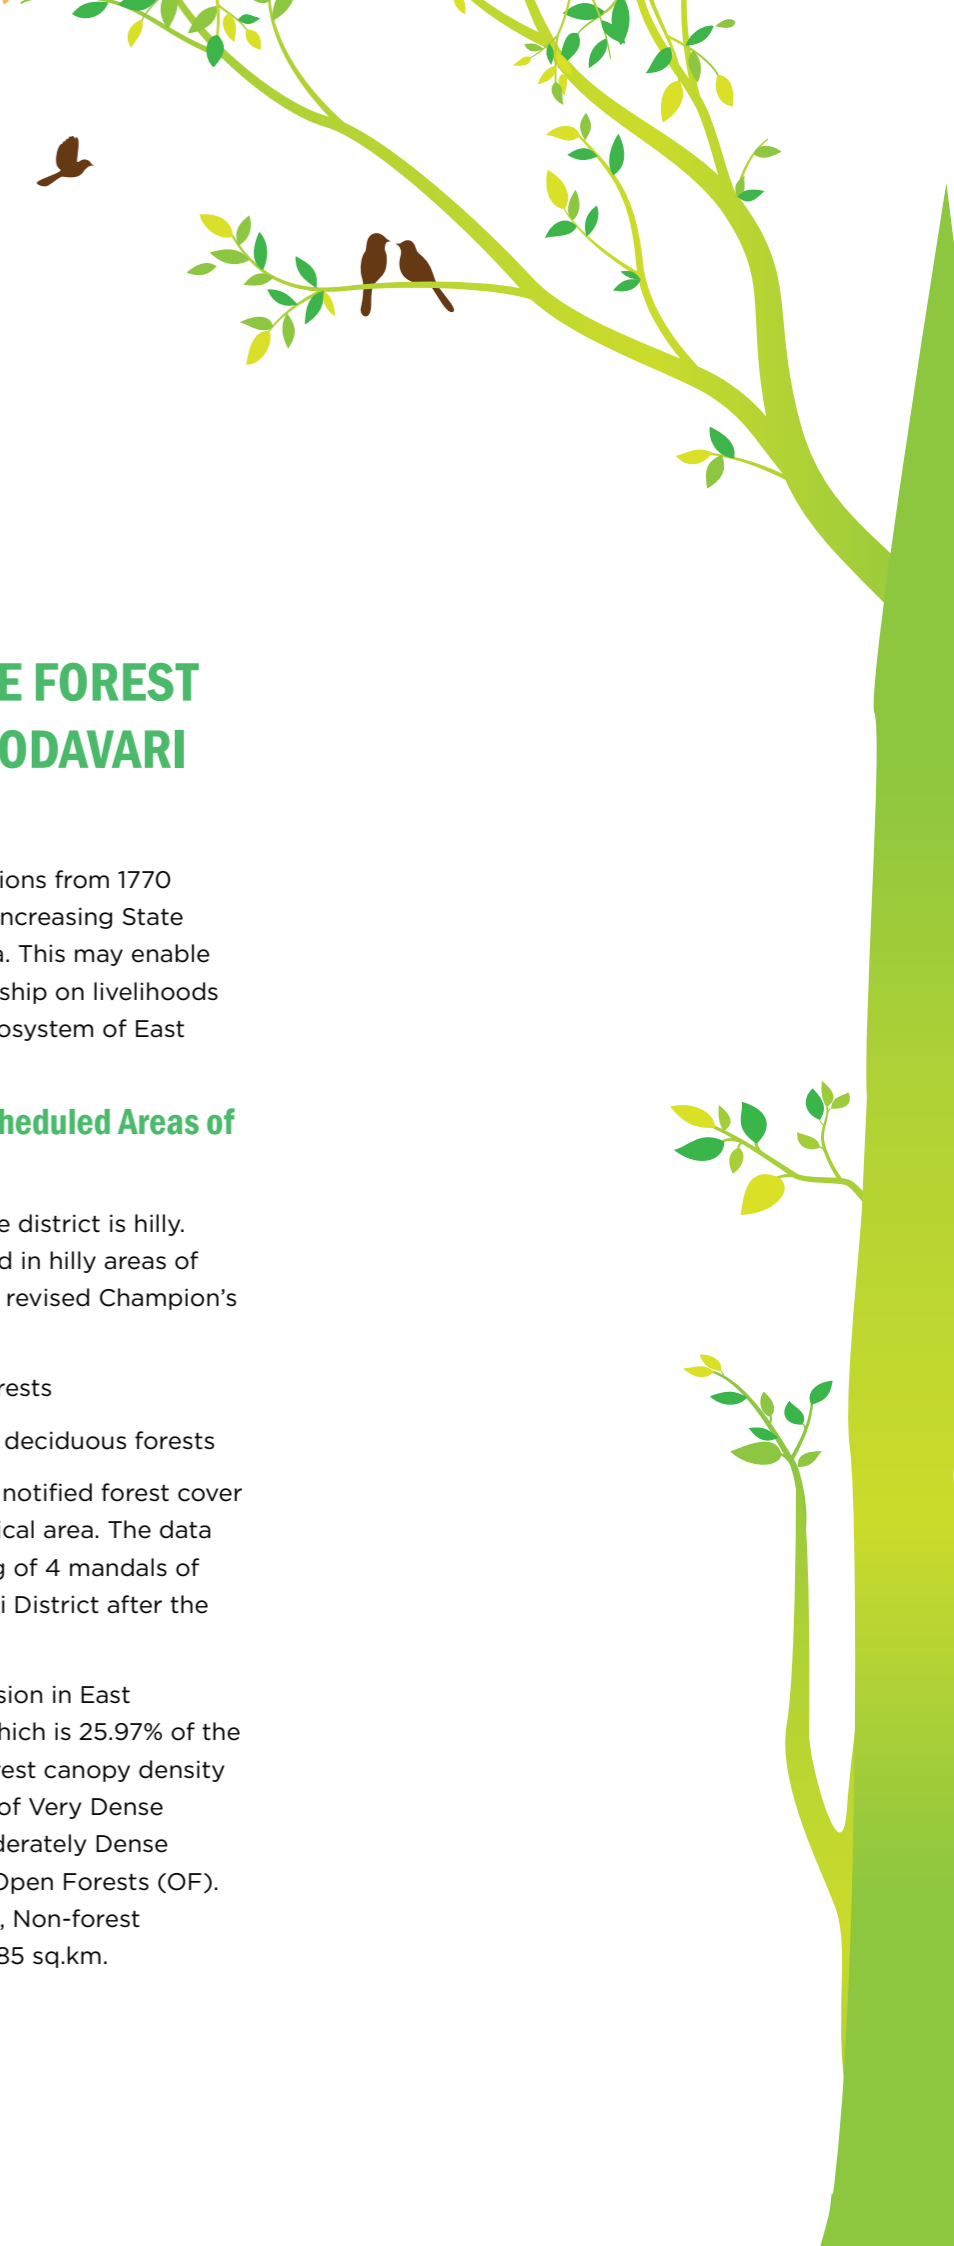 E FOREST
ODAVARI
ions from 1770
ncreasing State
a. This may enable
ship on livelihoods
osystem of East
heduled Areas of
e district is hilly.
d in hilly areas of
revised Champion's
rests
deciduous forests
notified forest cover
ical area. The data
g of 4 mandals of
i District after the
sion in East
hich is 25.97% of the
rest canopy density
of Very Dense
derately Dense
Open Forests (OF).
, Non-forest
85 sq.km.